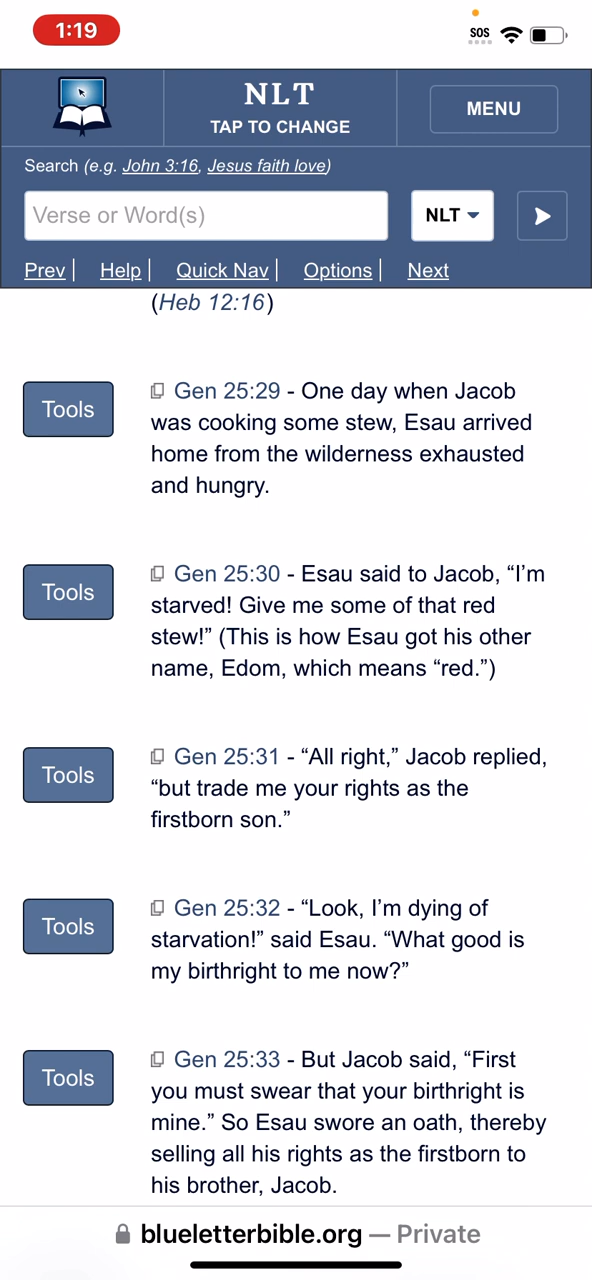 1:19
SOS
NLT
TAP TO CHANGE
MENU
Search (e.g. John 3:16, Jesus faith love)
Verse or Word(s)
NLT
Prev | Help | Quick Nav | Options | Next
(Heb 12:16)
Tools
Gen 25:29 - One day when Jacob
was cooking some stew, Esau arrived
home from the wilderness exhausted
and hungry.
Tools
Gen 25:30 - Esau said to Jacob, “I’m
starved! Give me some of that red
stew!” (This is how Esau got his other
name, Edom, which means “red.”)
Tools
Gen 25:31 - “All right,” Jacob replied,
“but trade me your rights as the
firstborn son.”
Tools
Gen 25:32 - “Look, I’m dying of
starvation!” said Esau. “What good is
my birthright to me now?”
Tools
Gen 25:33 - But Jacob said, “First
you must swear that your birthright is
mine.” So Esau swore an oath, thereby
selling all his rights as the firstborn to
his brother, Jacob.
blueletterbible.org — Private